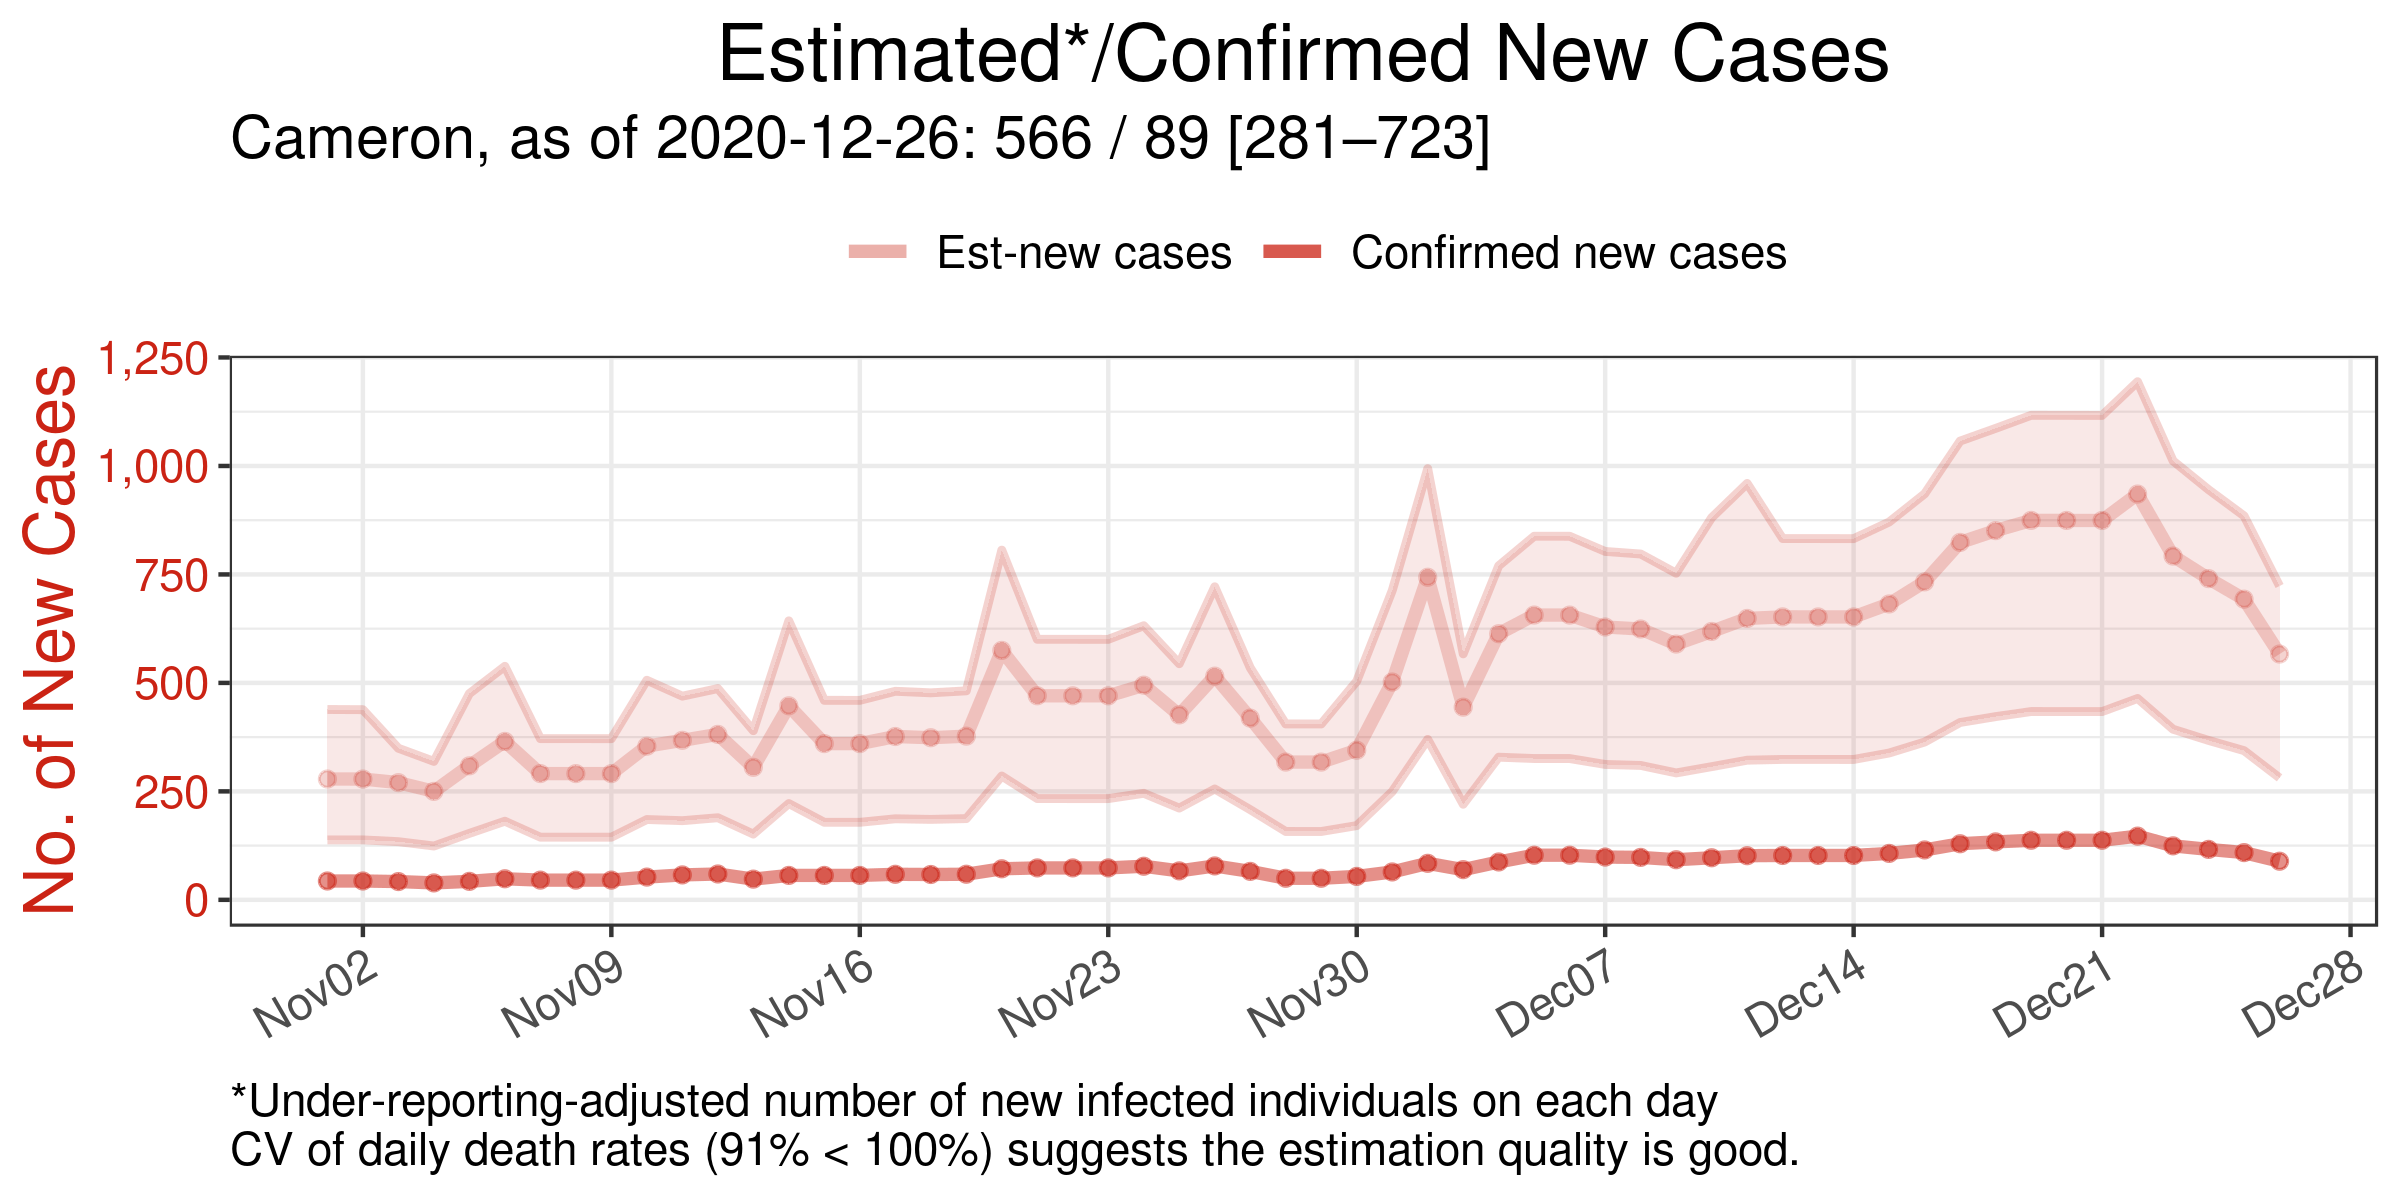 Estimated*/Confirmed New Cases
Cameron, as of 2020-12-26: 566 / 89 [281–723]
Est-new cases Confirmed new cases
No. of New Cases
1,250
1,000
750
500
250
0
Nov02 Nov09 Nov16 Nov23 Nov30 Dec07 Dec14 Dec21 Dec28
*Under-reporting-adjusted number of new infected individuals on each day
CV of daily death rates (91% < 100%) suggests the estimation quality is good.